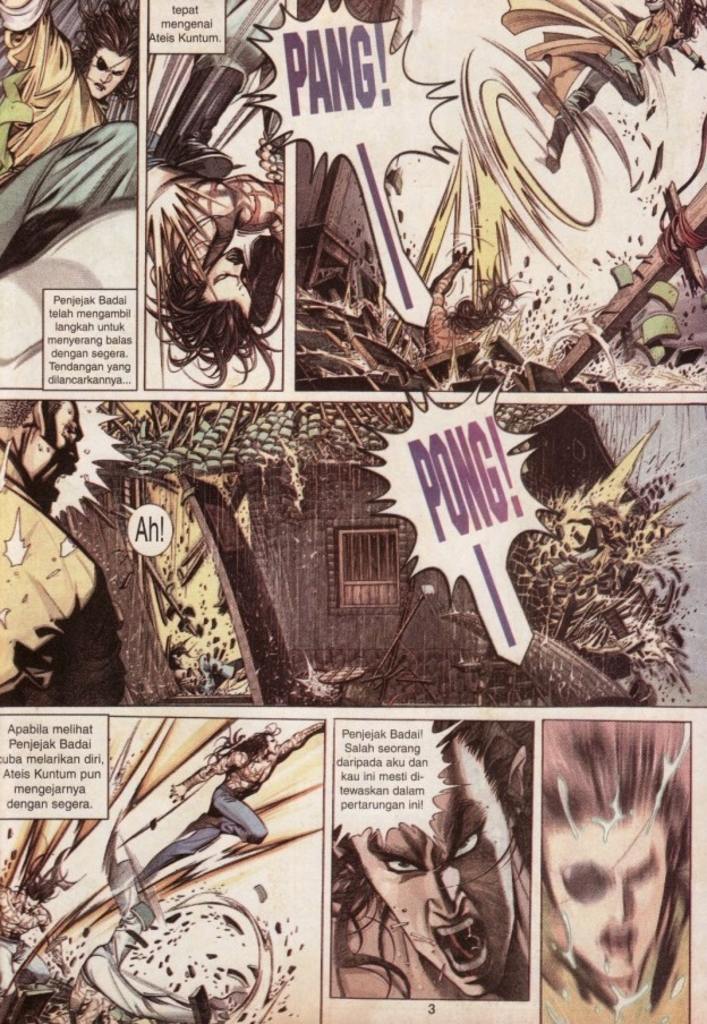 Penjejak Badai
telah mengambil
langkah untuk
menyerang balas
dengan segera.
Tendangan yang
dilancarkannya...
tepat
mengenai
Ateis Kuntum.
PANG!
Ah!
PONG!
Apabila melihat
Penjejak Badai
cuba melarikan diri,
Ateis Kuntum pun
mengejarnya
dengan segera.
Penjejak Badai!
Salah seorang
daripada aku dan
kau ini mesti di-
tewaskan dalam
pertarungan ini!
3